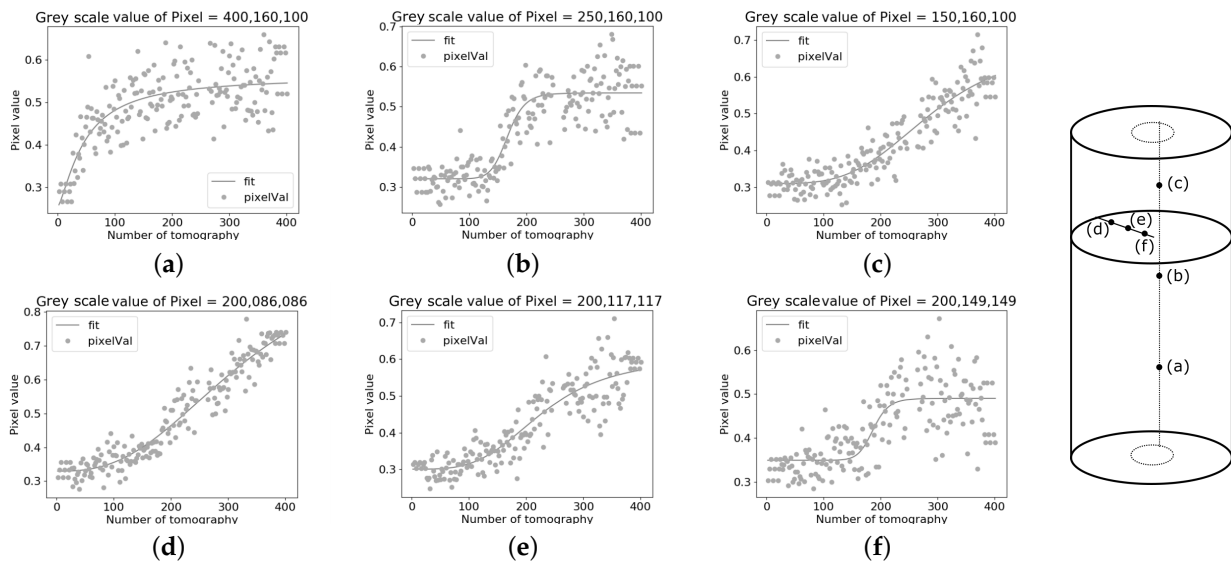 Grey scale value of Pixel = 400,160,100
Pixel value
0.6
0.5
0.4
0.3
fit
pixelVal
0 100 200 300 400
Number of tomography
(a)
Grey scale value of Pixel = 250,160,100
Pixel value
0.7
0.6
0.5
0.4
0.3
fit
pixelVal
0 100 200 300 400
Number of tomography
(b)
Grey scale value of Pixel = 150,160,100
Pixel value
0.7
0.6
0.5
0.4
0.3
fit
pixelVal
0 100 200 300 400
Number of tomography
(c)
Grey scale value of Pixel = 200,086,086
Pixel value
0.8
0.7
0.6
0.5
0.4
0.3
fit
pixelVal
0 100 200 300 400
Number of tomography
(d)
Grey scale value of Pixel = 200,117,117
Pixel value
0.7
0.6
0.5
0.4
0.3
fit
pixelVal
0 100 200 300 400
Number of tomography
(e)
Grey scale value of Pixel = 200,149,149
Pixel value
0.7
0.6
0.5
0.4
0.3
fit
pixelVal
0 100 200 300 400
Number of tomography
(f)
(c)
(d)
(e)
(f)
(b)
(a)